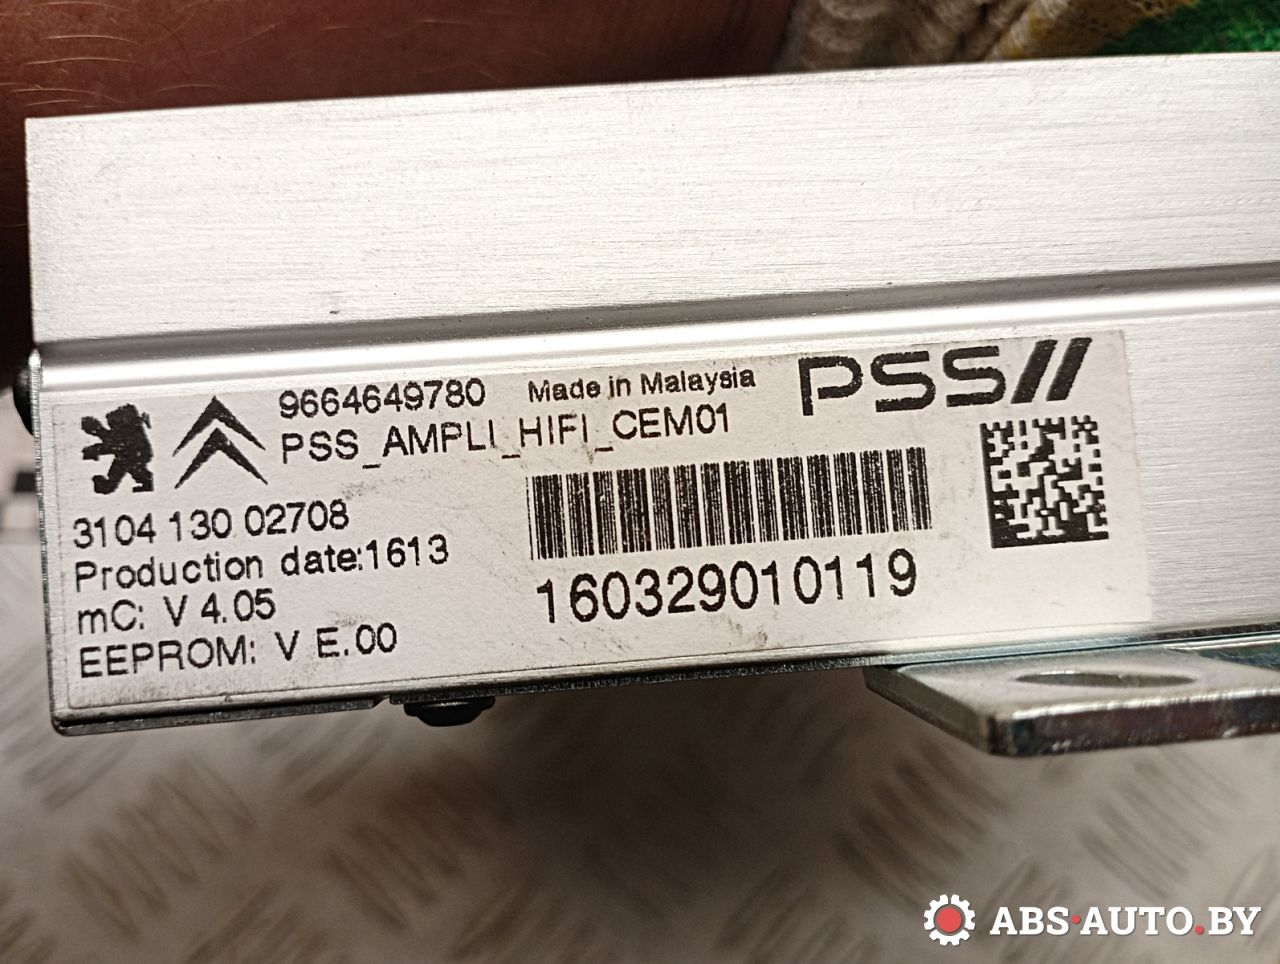 9664649780 Made in Malaysia PSS
PSS_AMPLI_HIFI_CEM01
3104 130 02708
Production date:1613
mC: V 4.05
EEPROM: V E.00
160329010119
ABS·AUTO.BY